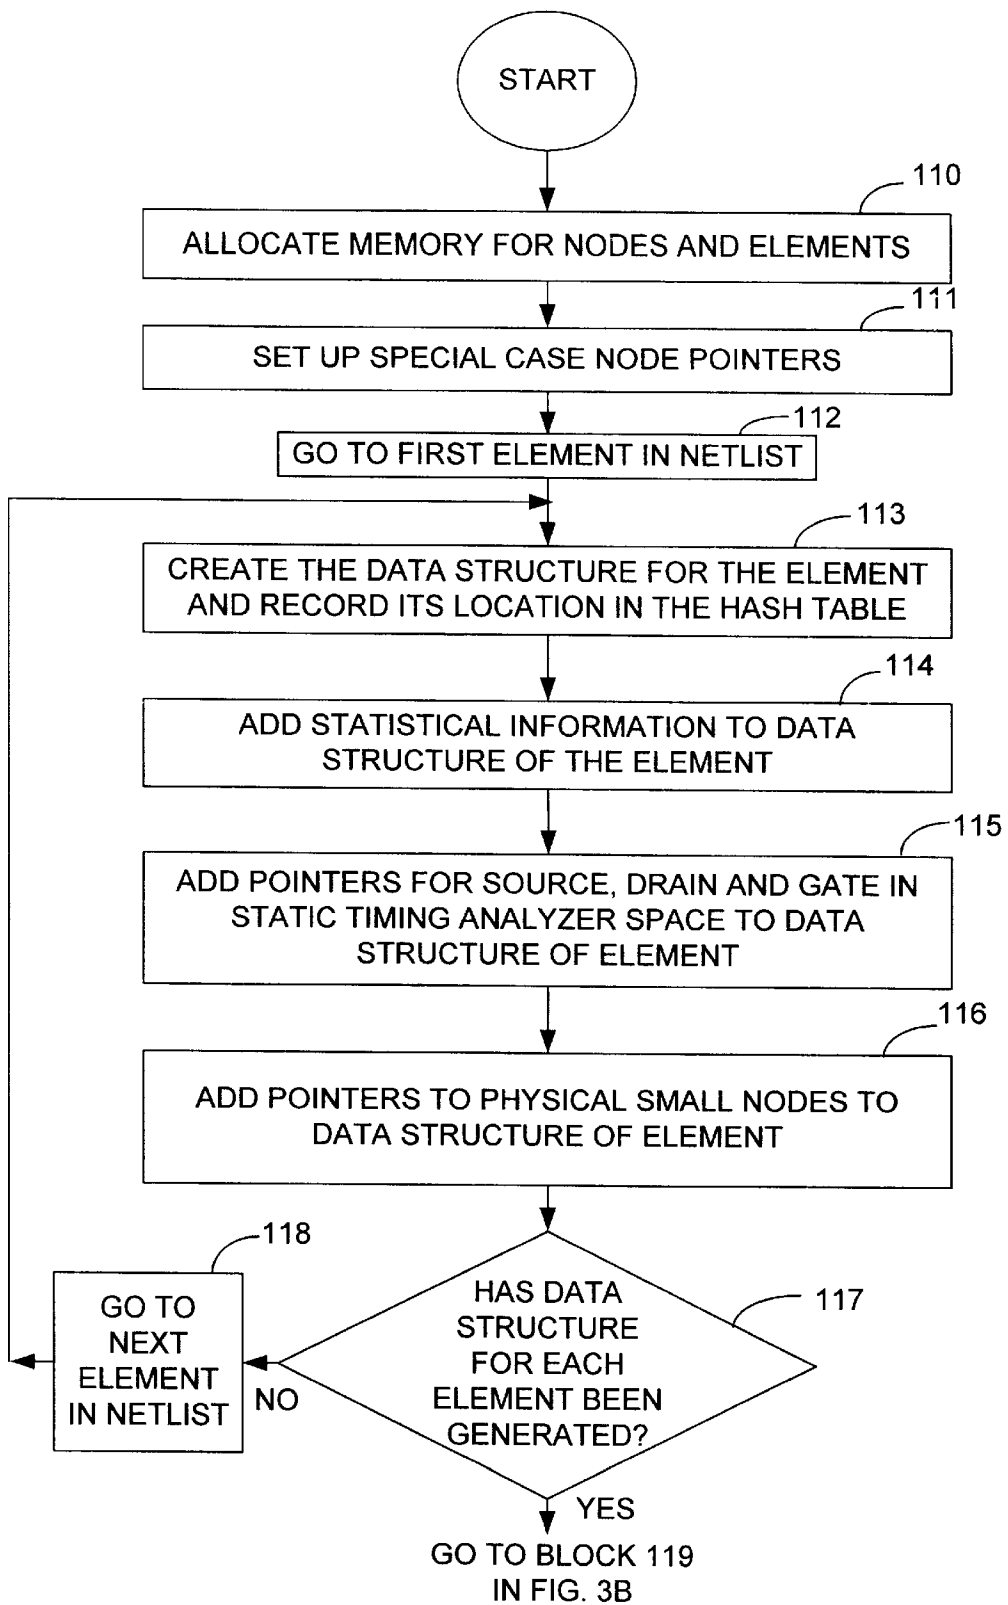 START
110
ALLOCATE MEMORY FOR NODES AND ELEMENTS
111
SET UP SPECIAL CASE NODE POINTERS
112
GO TO FIRST ELEMENT IN NETLIST
113
CREATE THE DATA STRUCTURE FOR THE ELEMENT
AND RECORD ITS LOCATION IN THE HASH TABLE
114
ADD STATISTICAL INFORMATION TO DATA
STRUCTURE OF THE ELEMENT
115
ADD POINTERS FOR SOURCE, DRAIN AND GATE IN
STATIC TIMING ANALYZER SPACE TO DATA
STRUCTURE OF ELEMENT
116
ADD POINTERS TO PHYSICAL SMALL NODES TO
DATA STRUCTURE OF ELEMENT
117
HAS DATA
STRUCTURE
FOR EACH
ELEMENT BEEN
GENERATED?
NO
118
GO TO
NEXT
ELEMENT
IN NETLIST
YES
GO TO BLOCK 119
IN FIG. 3B